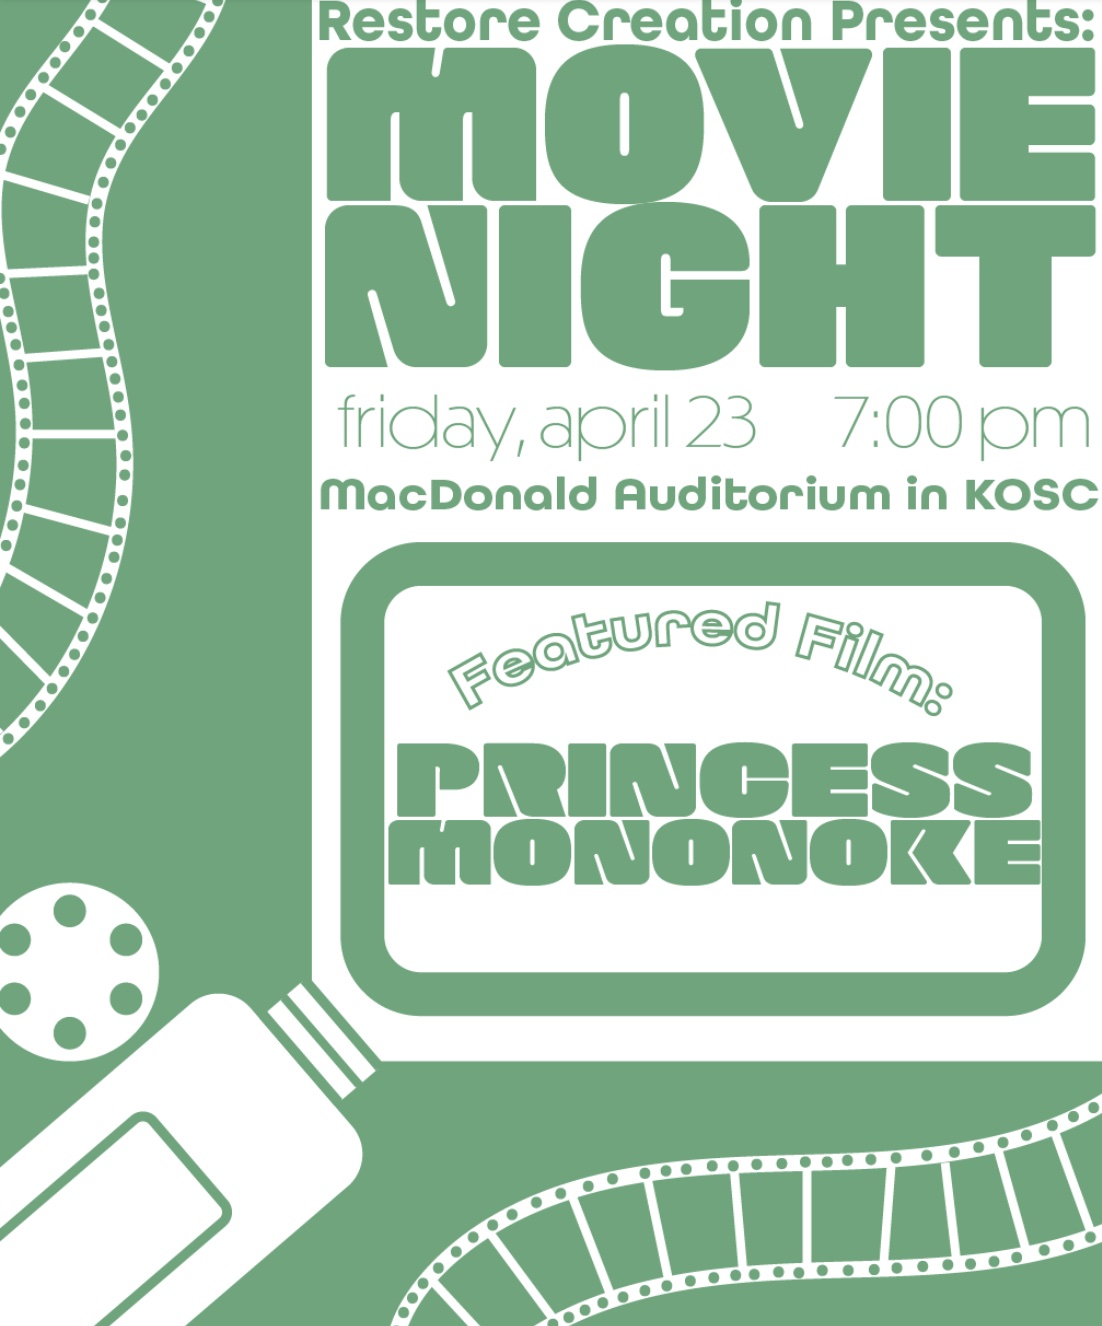 Restore Creation Presents:
MOVIE
NIGHT
friday, april 23 7:00 pm
MacDonald Auditorium in KOSC
Featured Film:
PRINCESS
MONONOKE